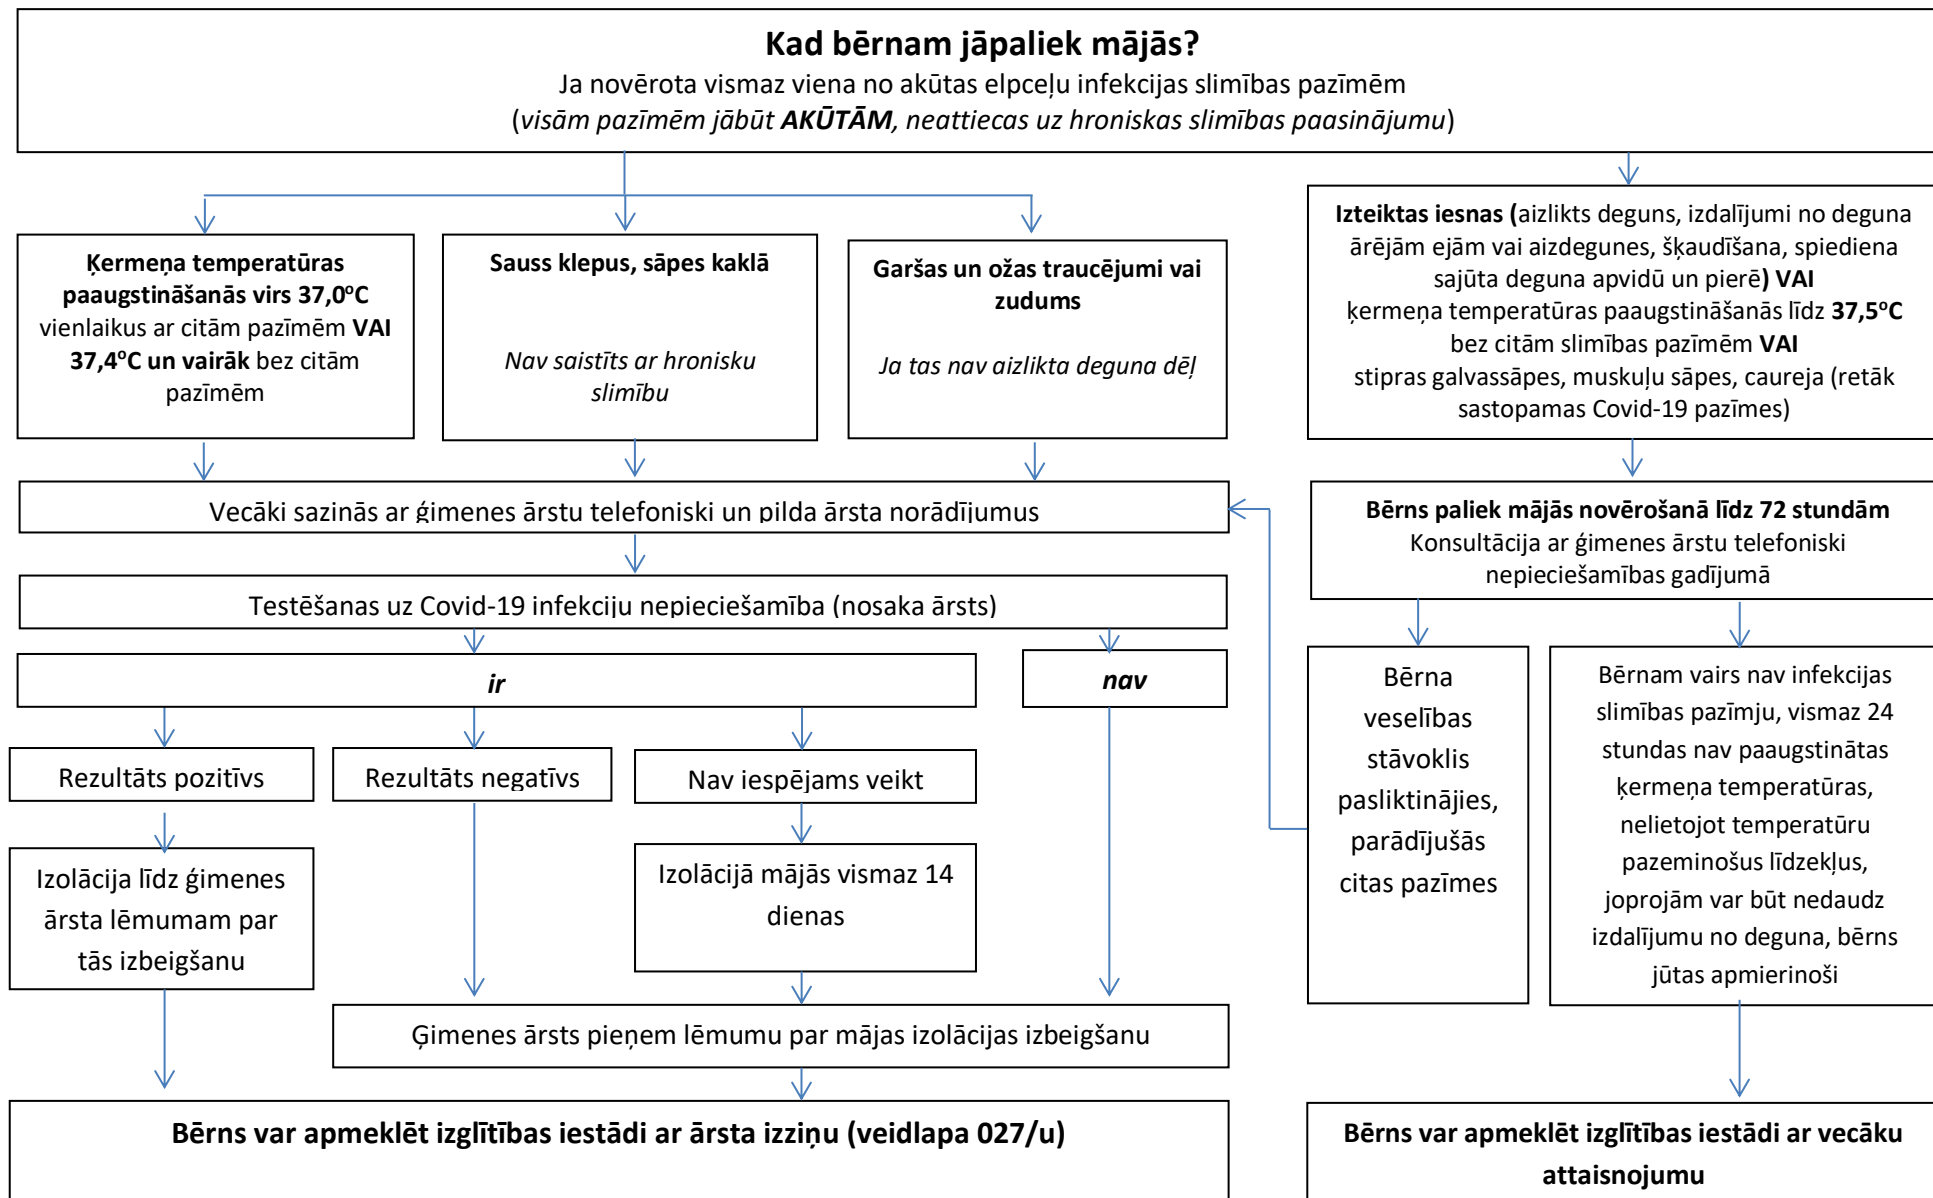 Kad bērnam jāpaliek mājās?
Ja novērota vismaz viena no akūtas elpceļu infekcijas slimības pazīmēm
(visām pazīmēm jābūt AKŪTĀM, neattiecas uz hroniskas slimības paasinājumu)
Ķermeņa temperatūras
paaugstināšanās virs 37,0°C
vienlaikus ar citām pazīmēm VAI
37,4°C un vairāk bez citām
pazīmēm
Sauss klepus, sāpes kaklā
Nav saistīts ar hronisku
slimību
Garšas un ožas traucējumi vai
zudums
Ja tas nav aizlikta deguna dēļ
Izteiktas iesnas (aizlikts deguns, izdalījumi no deguna
ārējām ejām vai aizdegunes, šķaudīšana, spiediena
sajūta deguna apvidū un pierē) VAI
ķermeņa temperatūras paaugstināšanās līdz 37,5°C
bez citām slimības pazīmēm VAI
stipras galvassāpes, muskuļu sāpes, caureja (retāk
sastopamas Covid-19 pazīmes)
Vecāki sazinās ar ģimenes ārstu telefoniski un pilda ārsta norādījumus
Bērns paliek mājās novērošanā līdz 72 stundām
Konsultācija ar ģimenes ārstu telefoniski
nepieciešamības gadījumā
Testēšanas uz Covid-19 infekciju nepieciešamība (nosaka ārsts)
ir
nav
Rezultāts pozitīvs
Rezultāts negatīvs
Nav iespējams veikt
Izolācija līdz ģimenes
ārsta lēmumam par
tās izbeigšanu
Izolācijā mājās vismaz 14
dienas
Bērna
veselības
stāvoklis
pasliktinājies,
parādījušās
citas pazīmes
Bērnam vairs nav infekcijas
slimības pazīmju, vismaz 24
stundas nav paaugstinātas
ķermeņa temperatūras,
nelietojot temperatūru
pazeminošus līdzekļus,
joprojām var būt nedaudz
izdalījumu no deguna, bērns
jūtas apmierinoši
Ģimenes ārsts pieņem lēmumu par mājas izolācijas izbeigšanu
Bērns var apmeklēt izglītības iestādi ar ārsta izziņu (veidlapa 027/u)
Bērns var apmeklēt izglītības iestādi ar vecāku
attaisnojumu